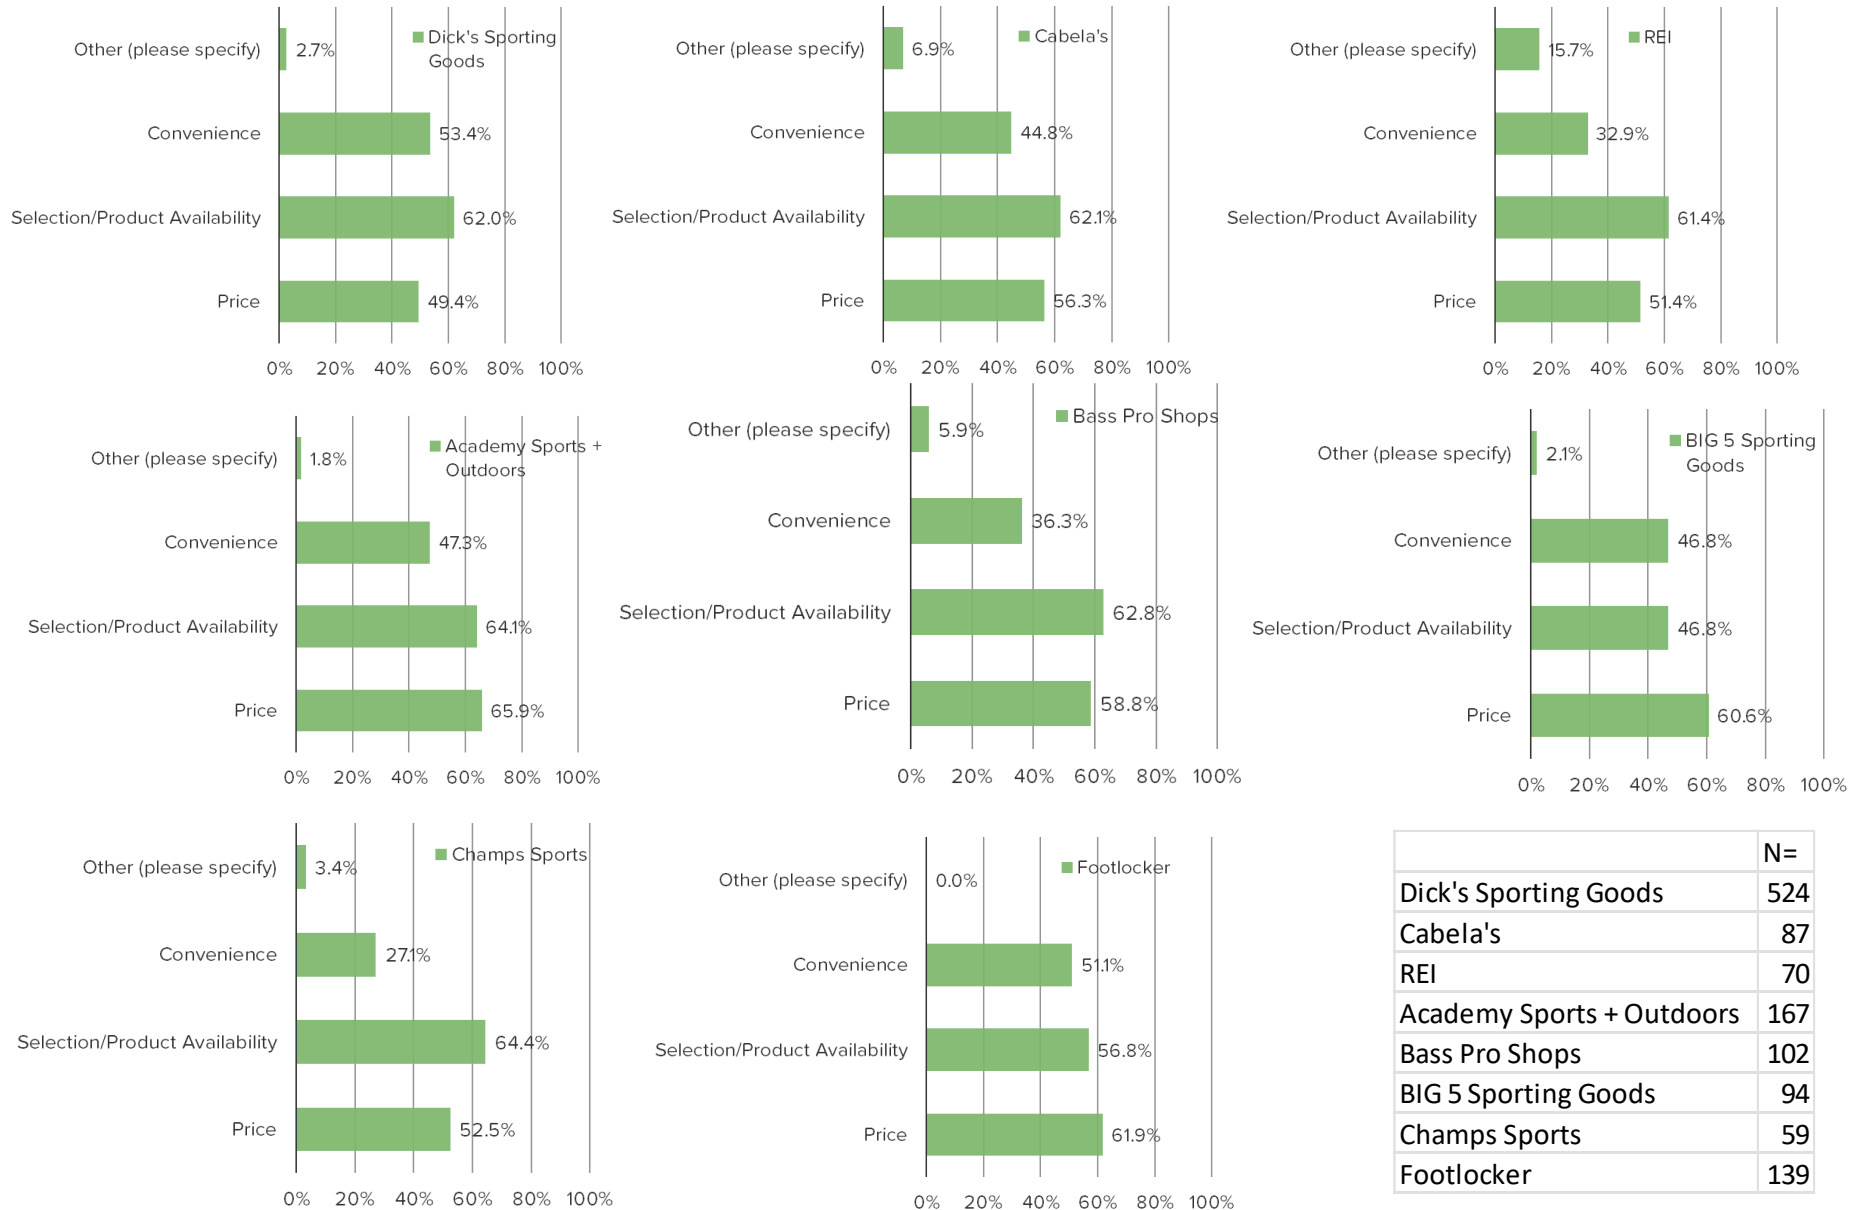 Dick's Sporting
Goods
Other (please specify) 2.7%
Convenience 53.4%
Selection/Product Availability 62.0%
Price 49.4%
0% 20% 40% 60% 80% 100%
Cabela's
Other (please specify) 6.9%
Convenience 44.8%
Selection/Product Availability 62.1%
Price 56.3%
0% 20% 40% 60% 80% 100%
REI
Other (please specify) 15.7%
Convenience 32.9%
Selection/Product Availability 61.4%
Price 51.4%
0% 20% 40% 60% 80% 100%
Academy Sports +
Outdoors
Other (please specify) 1.8%
Convenience 47.3%
Selection/Product Availability 64.1%
Price 65.9%
0% 20% 40% 60% 80% 100%
Bass Pro Shops
Other (please specify) 5.9%
Convenience 36.3%
Selection/Product Availability 62.8%
Price 58.8%
0% 20% 40% 60% 80% 100%
BIG 5 Sporting
Goods
Other (please specify) 2.1%
Convenience 46.8%
Selection/Product Availability 46.8%
Price 60.6%
0% 20% 40% 60% 80% 100%
Champs Sports
Other (please specify) 3.4%
Convenience 27.1%
Selection/Product Availability 64.4%
Price 52.5%
0% 20% 40% 60% 80% 100%
Footlocker
Other (please specify) 0.0%
Convenience 51.1%
Selection/Product Availability 56.8%
Price 61.9%
0% 20% 40% 60% 80% 100%
N=
Dick's Sporting Goods 524
Cabela's 87
REI 70
Academy Sports + Outdoors 167
Bass Pro Shops 102
BIG 5 Sporting Goods 94
Champs Sports 59
Footlocker 139